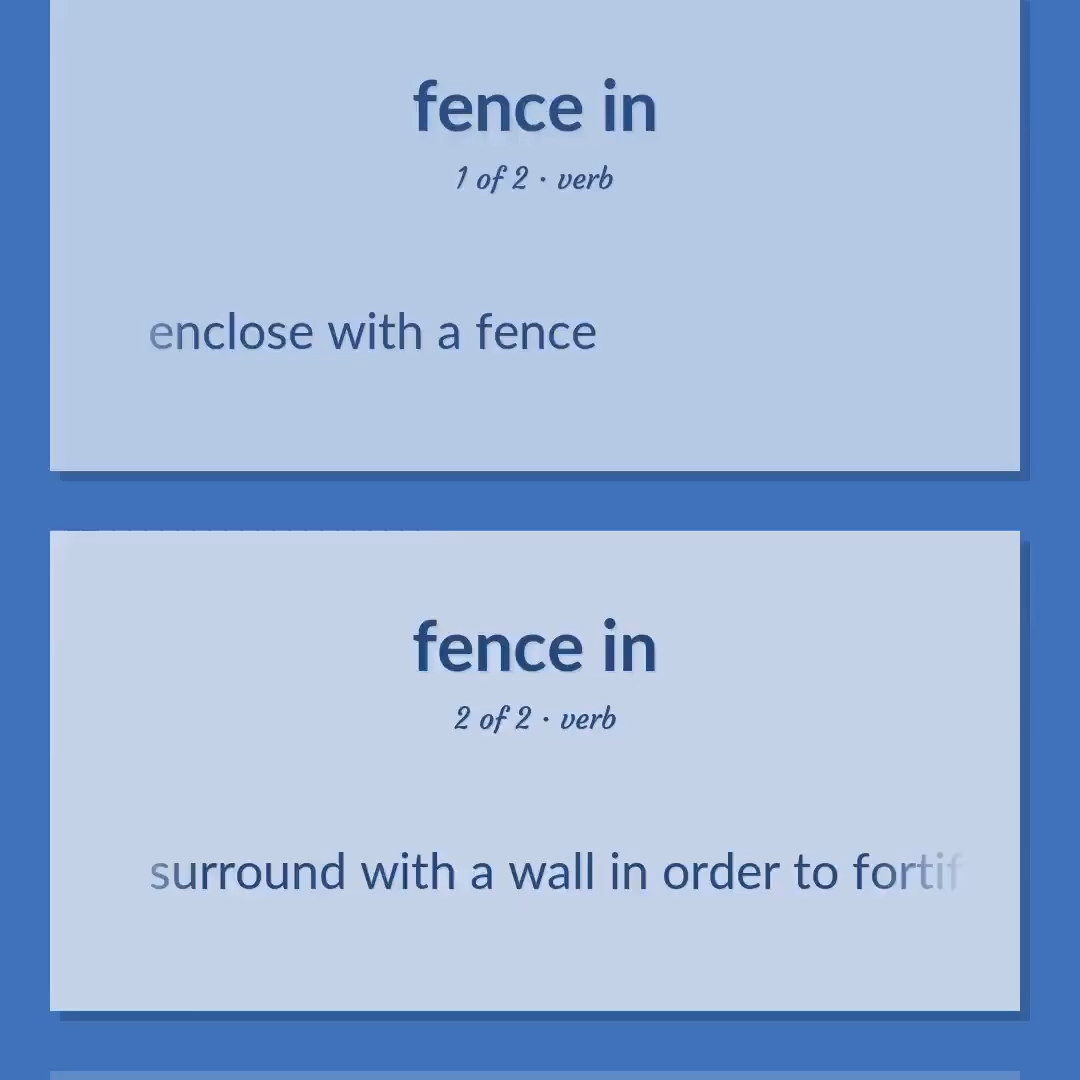 fence in
1 of 2 · verb
enclose with a fence
fence in
2 of 2 · verb
surround with a wall in order to fortif